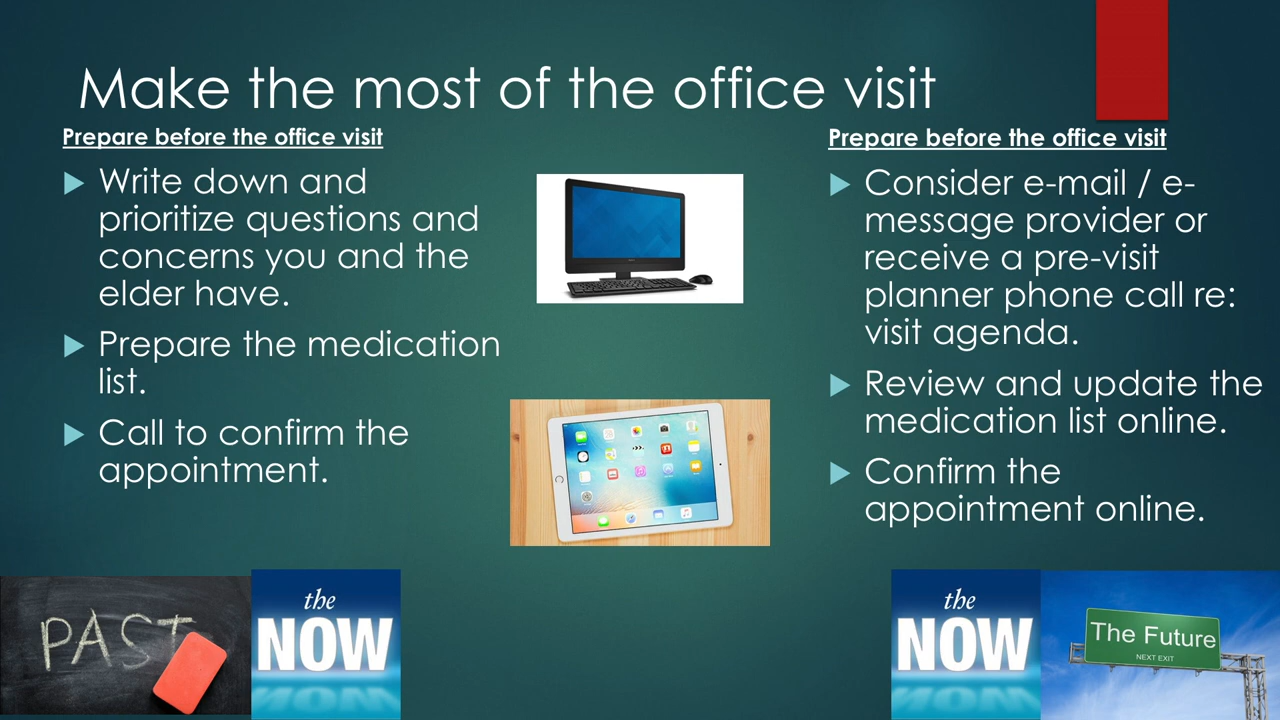 Make the most of the office visit
Prepare before the office visit
Write down and
prioritize questions and
concerns you and the
elder have.
Prepare the medication
list.
Call to confirm the
appointment.
Prepare before the office visit
Consider e-mail / e-
message provider or
receive a pre-visit
planner phone call re:
visit agenda.
Review and update the
medication list online.
Confirm the
appointment online.
PAST
the
NOW
the
NOW
The Future
NEXT EXIT